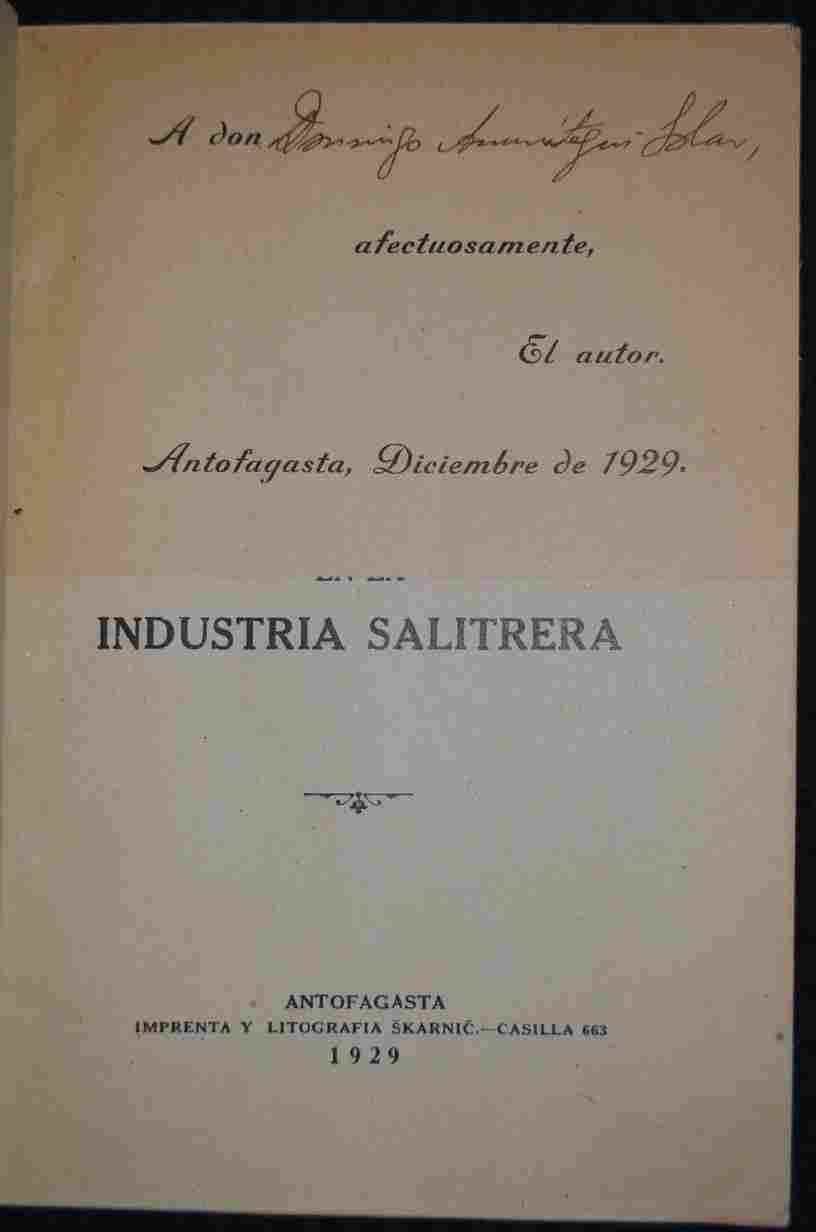 A don Domingo Amunátegui Solar,
afectuosamente,
El autor.
Antofagasta, Diciembre de 1929.
INDUSTRIA SALITRERA
ANTOFAGASTA
IMPRENTA Y LITOGRAFIA ŠKARNIČ.—CASILLA 663
1929